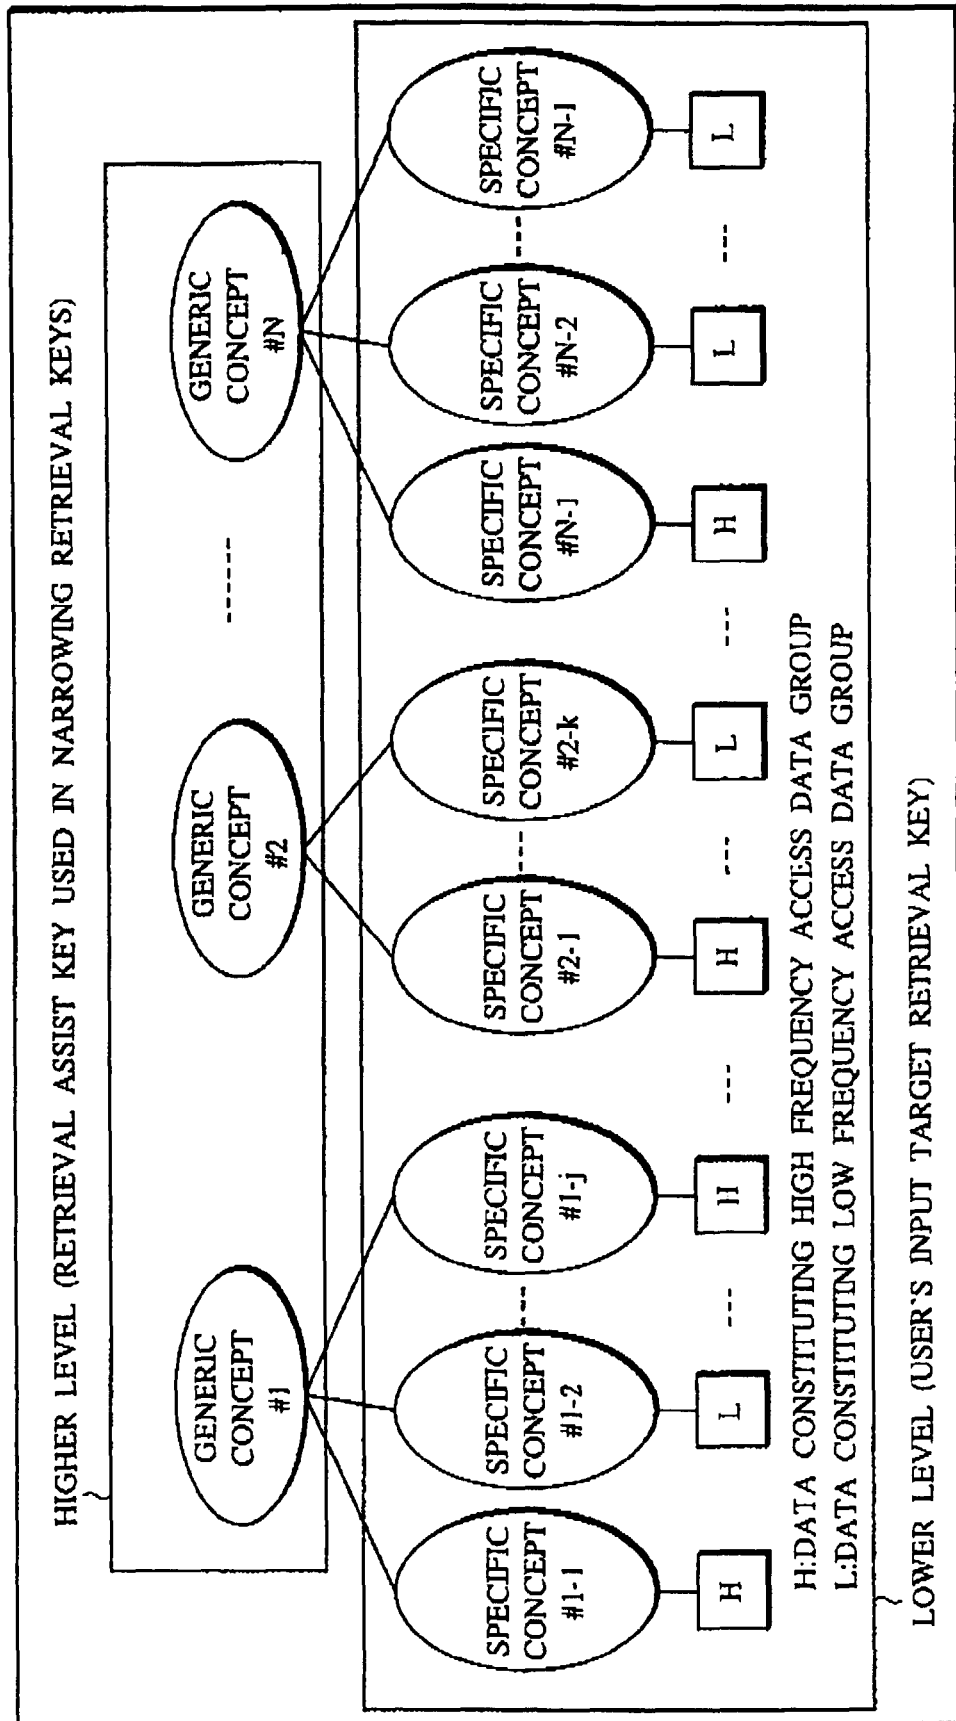 HIGHER LEVEL (RETRIEVAL ASSIST KEY USED IN NARROWING RETRIEVAL KEYS)
GENERIC
CONCEPT
#1
GENERIC
CONCEPT
#2
GENERIC
CONCEPT
#N
SPECIFIC
CONCEPT
#1-1
SPECIFIC
CONCEPT
#1-2
SPECIFIC
CONCEPT
#1-j
SPECIFIC
CONCEPT
#2-1
SPECIFIC
CONCEPT
#2-k
SPECIFIC
CONCEPT
#N-1
SPECIFIC
CONCEPT
#N-2
SPECIFIC
CONCEPT
#N-l
H
L
H
H
L
H
L
L
H:DATA CONSTITUTING HIGH FREQUENCY ACCESS DATA GROUP
L:DATA CONSTITUTING LOW FREQUENCY ACCESS DATA GROUP
LOWER LEVEL (USER'S INPUT TARGET RETRIEVAL KEY)